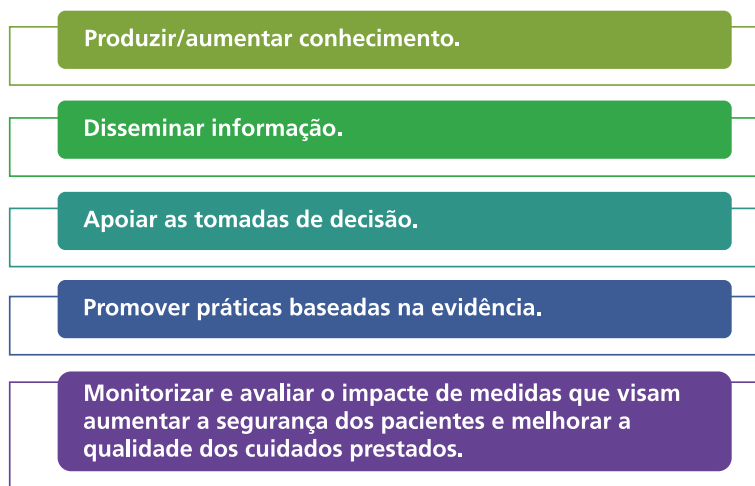 Produzir/aumentar conhecimento.
Disseminar informação.
Apoiar as tomadas de decisão.
Promover práticas baseadas na evidência.
Monitorizar e avaliar o impacte de medidas que visam
aumentar a segurança dos pacientes e melhorar a
qualidade dos cuidados prestados.